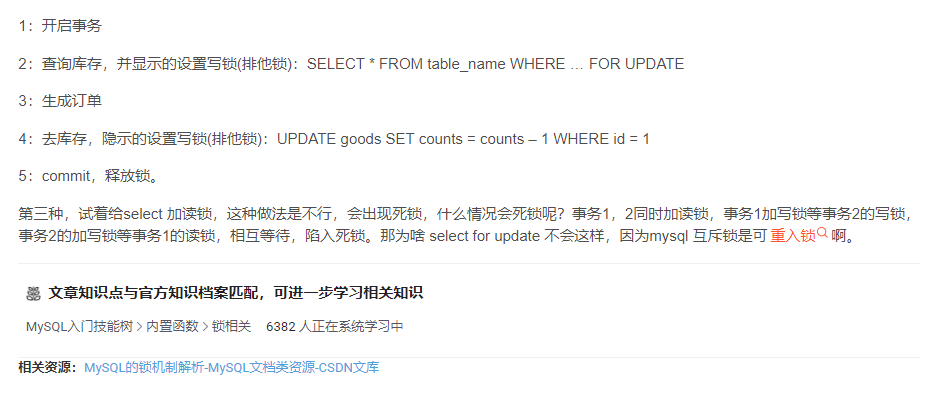 1：开启事务
2：查询库存，并显示的设置写锁(排他锁)：SELECT * FROM table_name WHERE … FOR UPDATE
3：生成订单
4：去库存，隐示的设置写锁(排他锁)：UPDATE goods SET counts = counts – 1 WHERE id = 1
5：commit，释放锁。
第三种，试着给select 加读锁，这种做法是不行，会出现死锁，什么情况会死锁呢？事务1，2同时加读锁，事务1加写锁等事务2的写锁，
事务2的加写锁等事务1的读锁，相互等待，陷入死锁。那为啥 select for update 不会这样，因为mysql 互斥锁是可 重入锁 啊。
文章知识点与官方知识档案匹配，可进一步学习相关知识
MySQL入门技能树 > 内置函数 > 锁相关 6382 人正在系统学习中
相关资源：MySQL的锁机制解析-MySQL文档类资源-CSDN文库